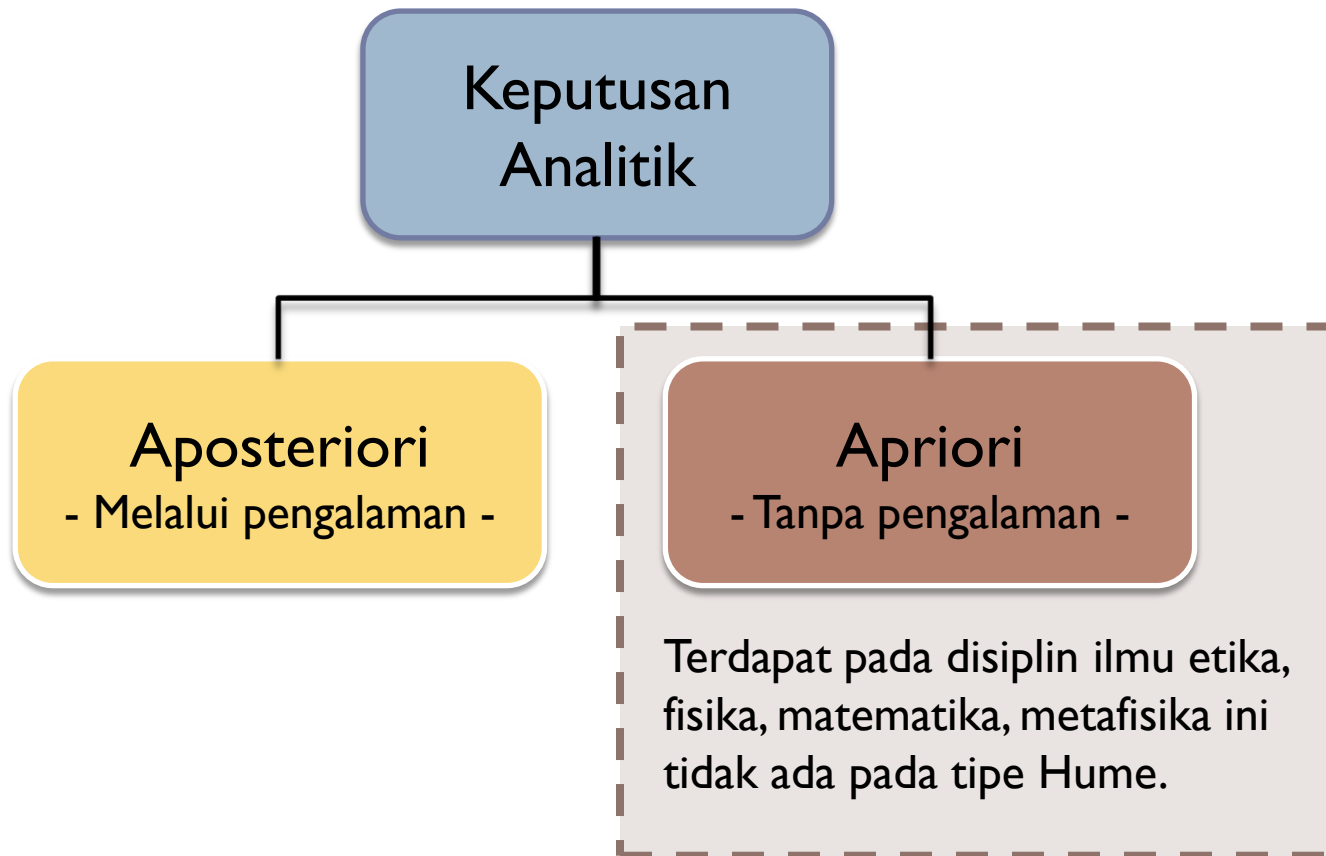 Keputusan
Analitik
Aposteriori
- Melalui pengalaman -
Apriori
- Tanpa pengalaman -
Terdapat pada disiplin ilmu etika,
fisika, matematika, metafisika ini
tidak ada pada tipe Hume.